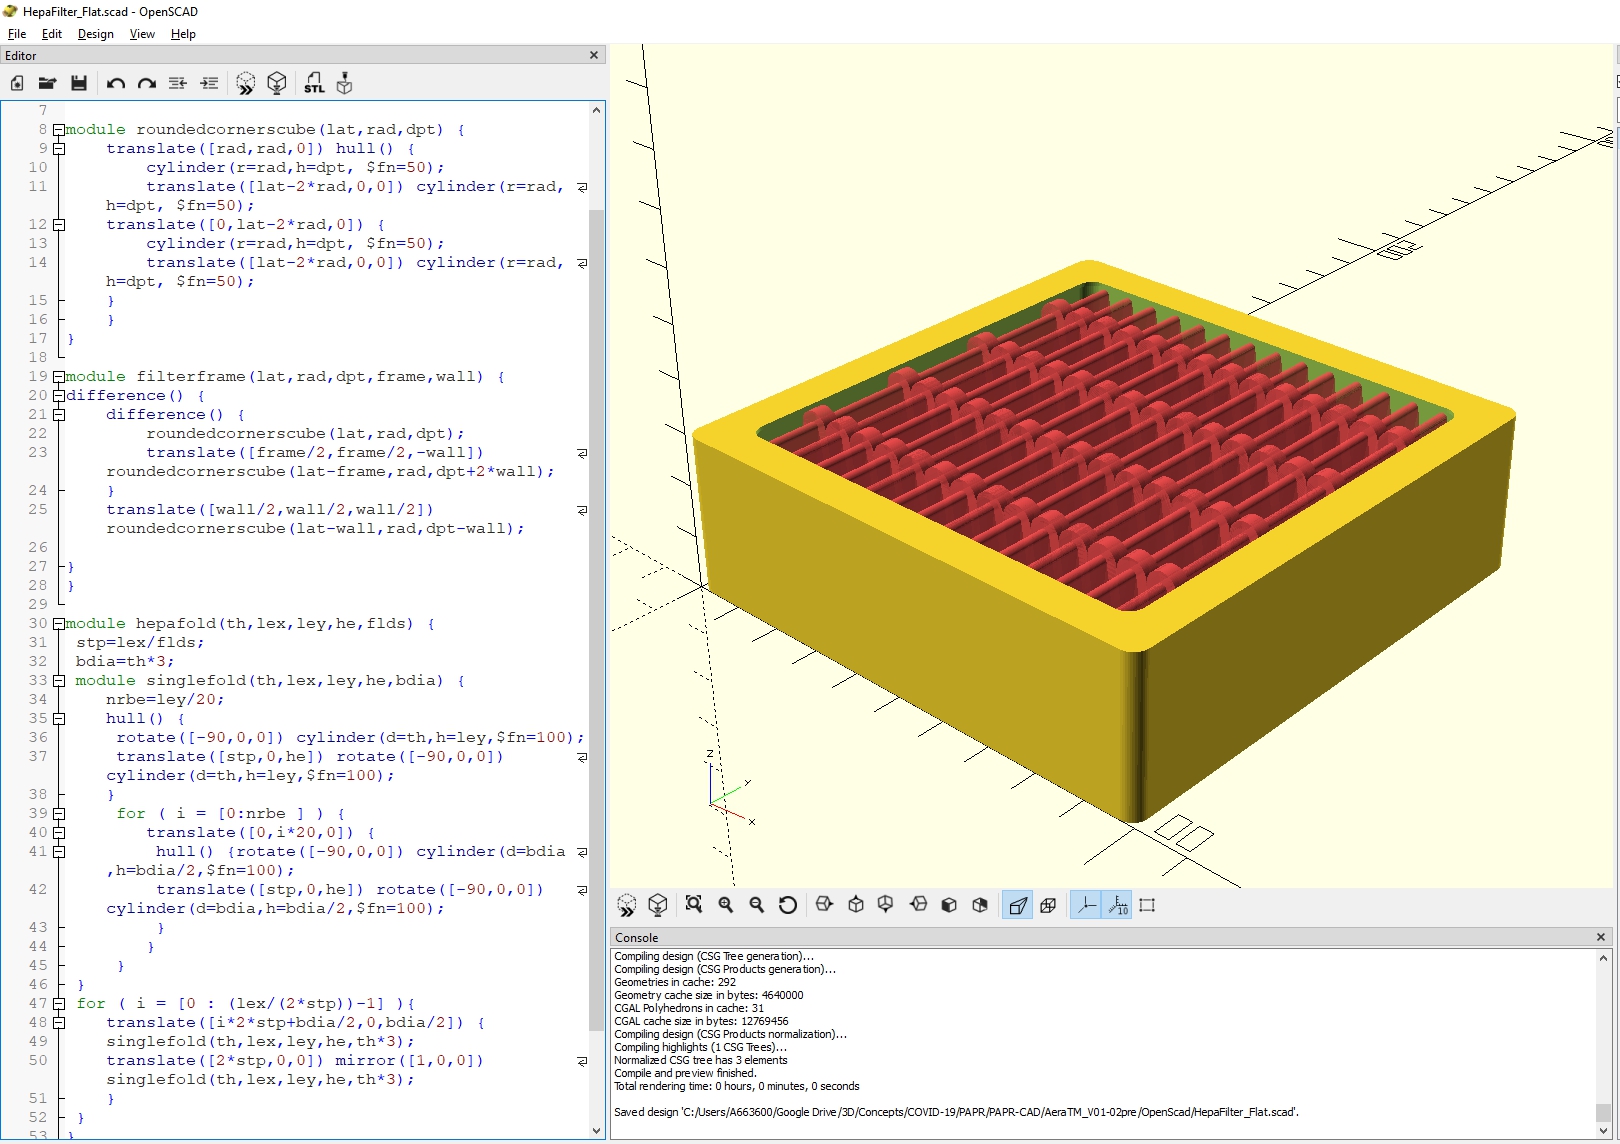 HepaFilter_Flat.scad - OpenSCAD
File Edit Design View Help
Editor
STL
7
8 module roundedcornerscube(lat,rad,dpt) {
9 translate([rad,rad,0]) hull() {
10 cylinder(r=rad,h=dpt, $fn=50);
11 translate([lat-2*rad,0,0]) cylinder(r=rad,
h=dpt, $fn=50);
12 translate([0,lat-2*rad,0]) {
13 cylinder(r=rad,h=dpt, $fn=50);
14 translate([lat-2*rad,0,0]) cylinder(r=rad,
h=dpt, $fn=50);
15 }
16 }
17 }
18
19 module filterframe(lat,rad,dpt,frame,wall) {
20 difference() {
21 difference() {
22 roundedcornerscube(lat,rad,dpt);
23 translate([frame/2,frame/2,-wall])
roundedcornerscube(lat-frame,rad,dpt+2*wall);
24 }
25 translate([wall/2,wall/2,wall/2])
roundedcornerscube(lat-wall,rad,dpt-wall);
26
27 }
28 }
29
30 module hepafold(th,lex,ley,he,flds) {
31 stp=lex/flds;
32 bdia=th*3;
33 module singlefold(th,lex,ley,he,bdia) {
34 nrbe=ley/20;
35 hull() {
36 rotate([-90,0,0]) cylinder(d=th,h=ley,$fn=100);
37 translate([stp,0,he]) rotate([-90,0,0])
cylinder(d=th,h=ley,$fn=100);
38 }
39 for ( i = [0:nrbe ] ) {
40 translate([0,i*20,0]) {
41 hull() {rotate([-90,0,0]) cylinder(d=bdia
,h=bdia/2,$fn=100);
42 translate([stp,0,he]) rotate([-90,0,0])
cylinder(d=bdia,h=bdia/2,$fn=100);
43 }
44 }
45 }
46 }
47 for ( i = [0 : (lex/(2*stp))-1] ){
48 translate([i*2*stp+bdia/2,0,bdia/2]) {
49 singlefold(th,lex,ley,he,th*3);
50 translate([2*stp,0,0]) mirror([1,0,0])
singlefold(th,lex,ley,he,th*3);
51 }
52 }
53 }
z
y
x
10
Console
Compiling design (CSG Tree generation)...
Compiling design (CSG Products generation)...
Geometries in cache: 292
Geometry cache size in bytes: 4640000
CGAL Polyhedrons in cache: 31
CGAL cache size in bytes: 12769456
Compiling design (CSG Products normalization)...
Compiling highlights (1 CSG Trees)...
Normalized CSG tree has 3 elements
Compile and preview finished.
Total rendering time: 0 hours, 0 minutes, 0 seconds
Saved design 'C:/Users/A663600/Google Drive/3D/Concepts/COVID-19/PAPR/PAPR-CAD/AeraTM_V01-02pre/OpenScad/HepaFilter_Flat.scad'.